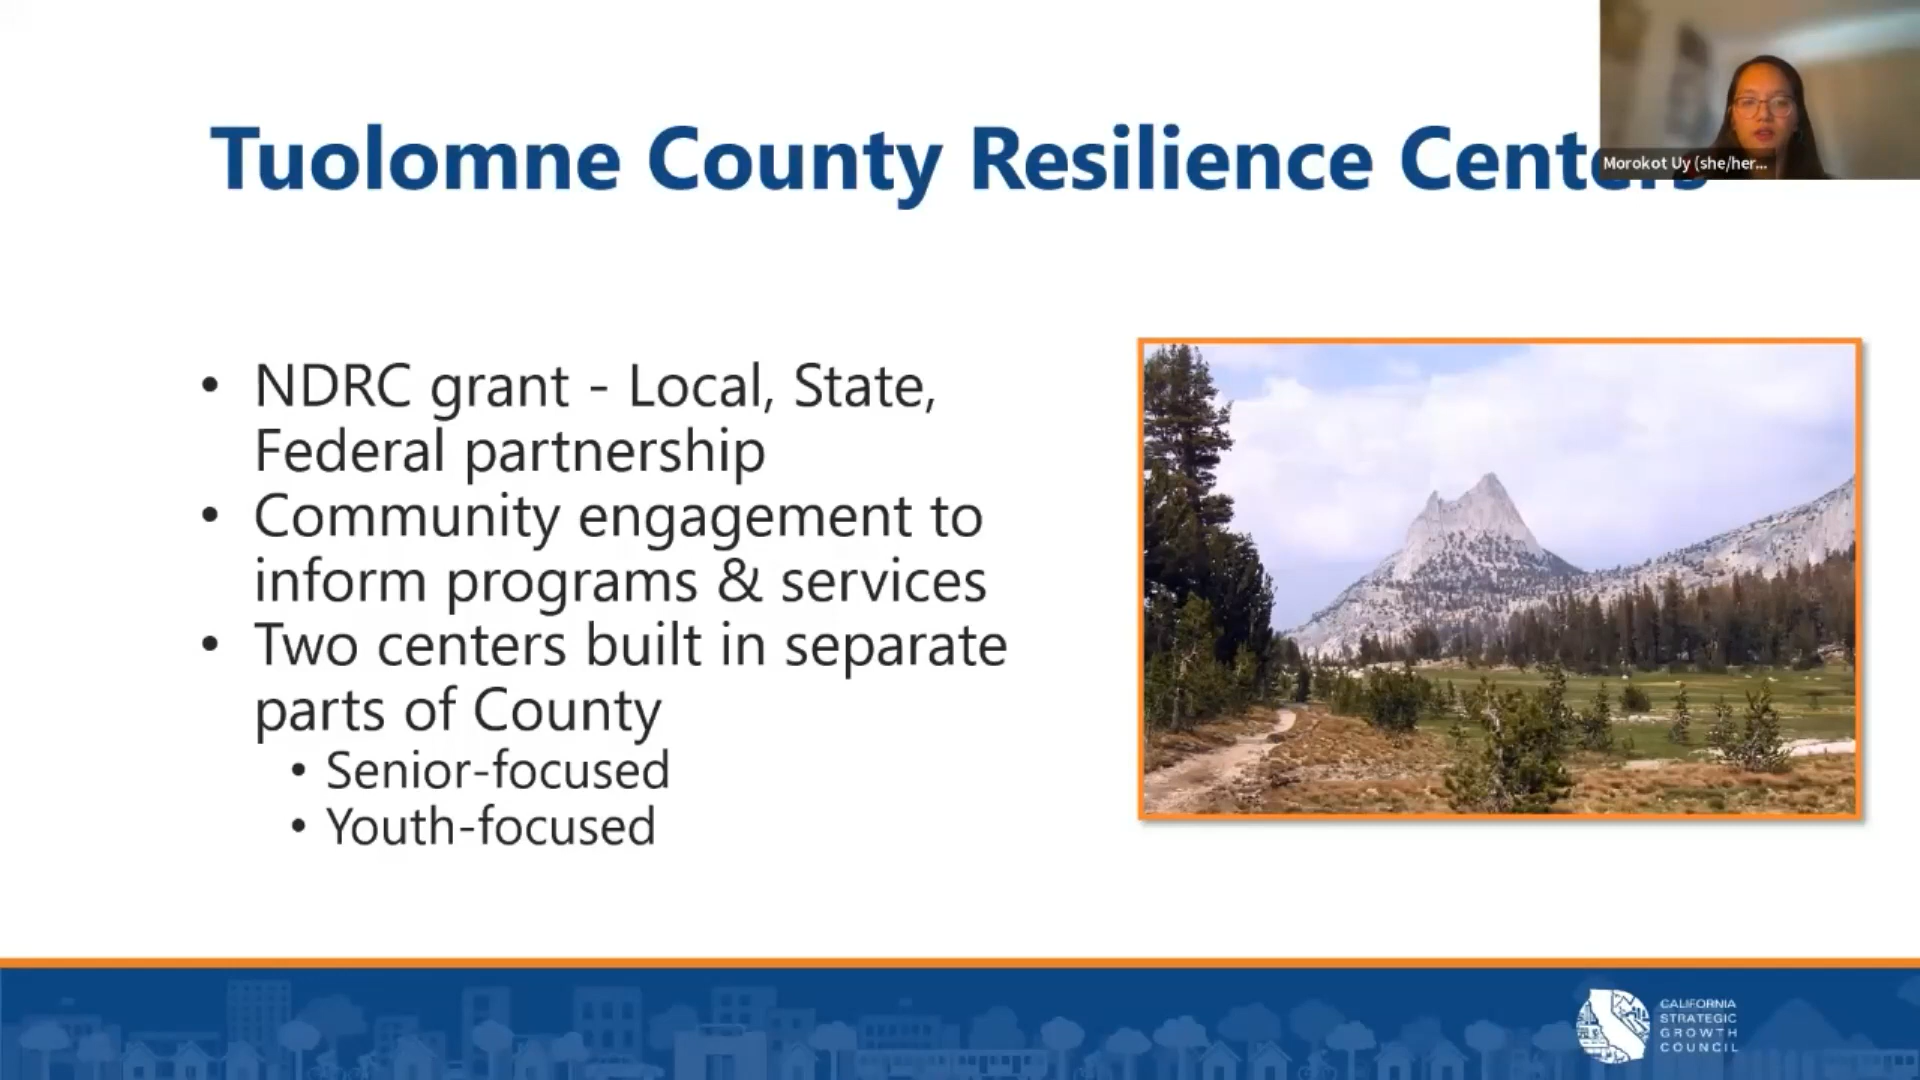 Tuolomne County Resilience Centers
Morokot Uy (she/her...
• NDRC grant - Local, State,
Federal partnership
• Community engagement to
inform programs & services
• Two centers built in separate
parts of County
• Senior-focused
• Youth-focused
CALIFORNIA
STRATEGIC
GROWTH
COUNCIL